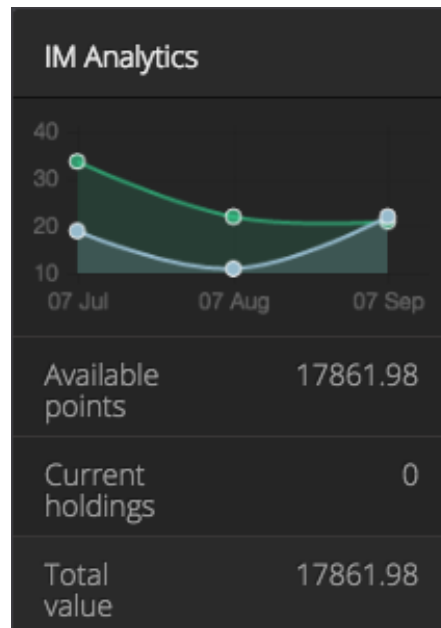 IM Analytics
40
30
20
10
07 Jul 07 Aug 07 Sep
Available 17861.98
points
Current 0
holdings
Total 17861.98
value